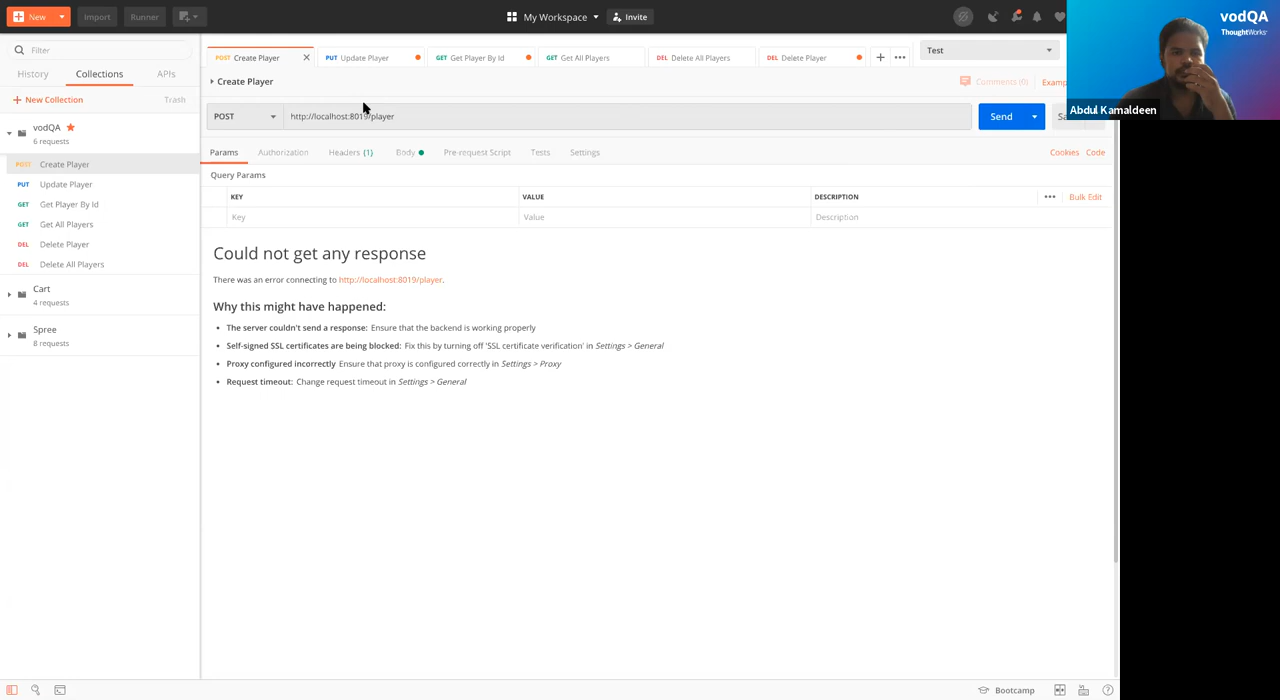 New
Import
Runner
My Workspace
Invite
vodQA
ThoughtWorks
Abdul Kamaldeen
Filter
History
Collections
APIs
+ New Collection
Trash
vodQA
6 requests
POST Create Player
PUT Update Player
GET Get Player By Id
GET Get All Players
DEL Delete Player
DEL Delete All Players
Cart
4 requests
Spree
8 requests
POST Create Player
PUT Update Player
GET Get Player By Id
GET Get All Players
DEL Delete All Players
DEL Delete Player
Test
Create Player
Comments (0)
Examp
POST
http://localhost:8019/player
Send
Sa
Params
Authorization
Headers (1)
Body
Pre-request Script
Tests
Settings
Cookies
Code
Query Params
KEY
VALUE
DESCRIPTION
Bulk Edit
Key
Value
Description
Could not get any response
There was an error connecting to http://localhost:8019/player.
Why this might have happened:
• The server couldn't send a response: Ensure that the backend is working properly
• Self-signed SSL certificates are being blocked: Fix this by turning off 'SSL certificate verification' in Settings > General
• Proxy configured incorrectly Ensure that proxy is configured correctly in Settings > Proxy
• Request timeout: Change request timeout in Settings > General
Bootcamp